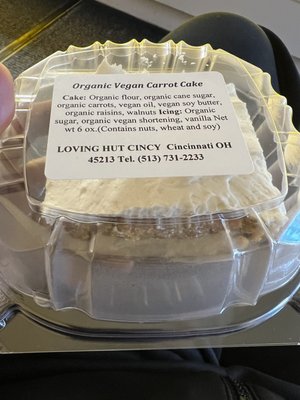 Organic Vegan Carrot Cake
Cake: Organic flour, organic cane sugar,
organic carrots, vegan oil, vegan soy butter,
organic raisins, walnuts Icing: Organic
sugar, organic vegan shortening, vanilla Net
wt 6 oz.(Contains nuts, wheat and soy)
LOVING HUT CINCY Cincinnati OH
45213 Tel. (513) 731-2233